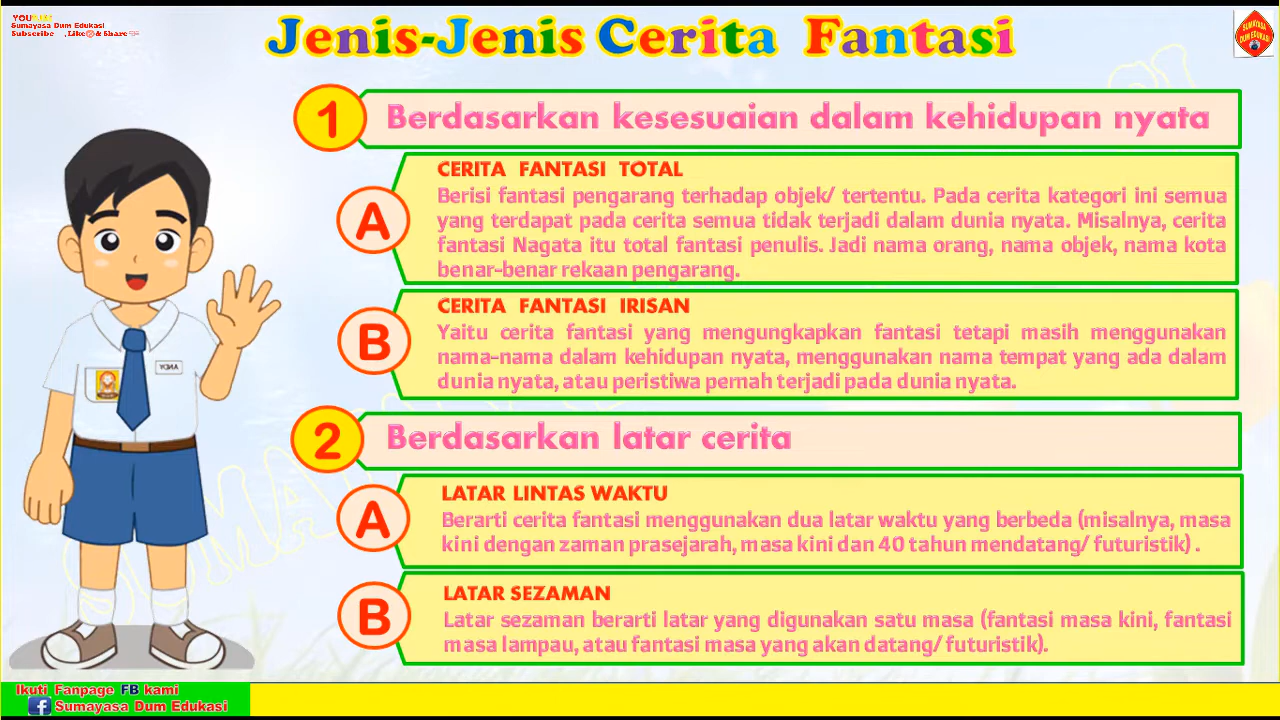 YOUTUBE
Sumayasa Dum Edukasi
Subscribe , Like & Share
Jenis-Jenis Cerita Fantasi
SUMAYASA
DUM EDUKASI
1 Berdasarkan kesesuaian dalam kehidupan nyata
CERITA FANTASI TOTAL
A
Berisi fantasi pengarang terhadap objek/ tertentu. Pada cerita kategori ini semua
yang terdapat pada cerita semua tidak terjadi dalam dunia nyata. Misalnya, cerita
fantasi Nagata itu total fantasi penulis. Jadi nama orang, nama objek, nama kota
benar-benar rekaan pengarang.
CERITA FANTASI IRISAN
B
Yaitu cerita fantasi yang mengungkapkan fantasi tetapi masih menggunakan
nama-nama dalam kehidupan nyata, menggunakan nama tempat yang ada dalam
dunia nyata, atau peristiwa pernah terjadi pada dunia nyata.
ANDY
2 Berdasarkan latar cerita
LATAR LINTAS WAKTU
A
Berarti cerita fantasi menggunakan dua latar waktu yang berbeda (misalnya, masa
kini dengan zaman prasejarah, masa kini dan 40 tahun mendatang/ futuristik) .
LATAR SEZAMAN
B
Latar sezaman berarti latar yang digunakan satu masa (fantasi masa kini, fantasi
masa lampau, atau fantasi masa yang akan datang/ futuristik).
Ikuti Fanpage FB kami
f Sumayasa Dum Edukasi